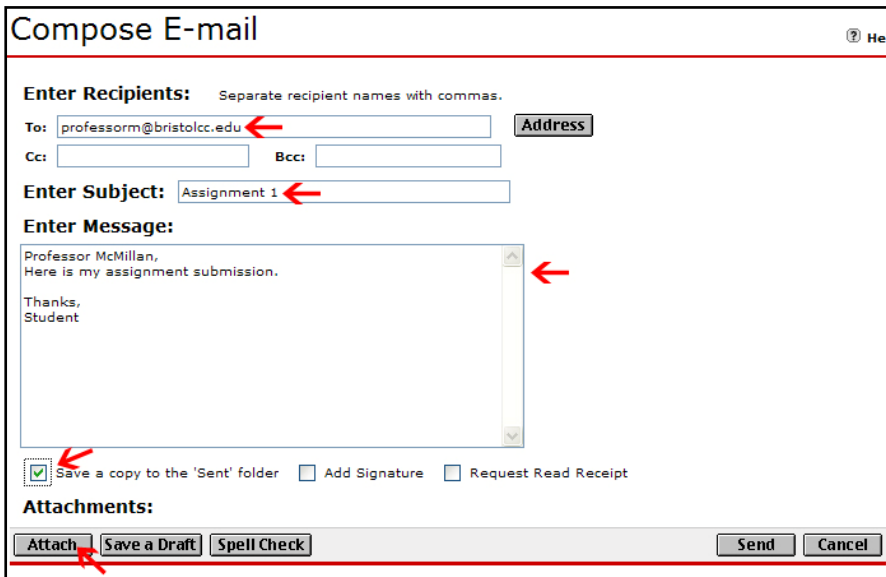 Compose E-mail
? He
Enter Recipients: Separate recipient names with commas.
To: professorm@bristolcc.edu Address
Cc: Bcc:
Enter Subject: Assignment 1
Enter Message:
Professor McMillan,
Here is my assignment submission.
Thanks,
Student
Save a copy to the 'Sent' folder Add Signature Request Read Receipt
Attachments:
Attach Save a Draft Spell Check Send Cancel